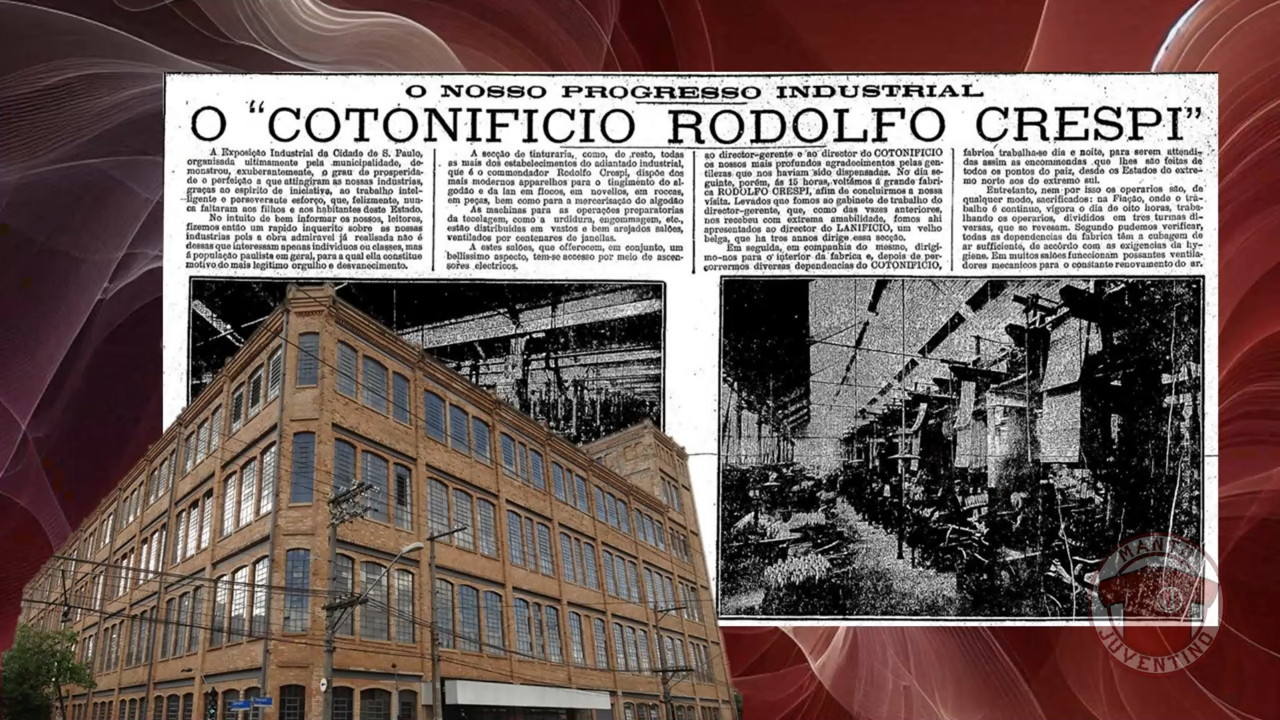 O NOSSO PROGRESSO INDUSTRIAL
O “COTONIFICIO RODOLFO CRESPI”
A Exposição Industrial da Cidade de S. Paulo,
organisada ultimamente pela municipalidade, de-
monstrou, exuberantemente, o grau de prosperida-
de o perfeição a que attingiram as nossas industrias,
graças ao espirito de iniciativa, ao trabalho intel-
ligente e perseverante esforço, que, felizmente, nun-
ca faltaram aos filhos e aos habitantes deste Estado.
No intuito de bem informar os nossos, leitores,
fizemos então um rapido inquerito sobre as nossas
industrias pois a obra admiravel já realisada não é
dessas que interessam apenas individuos ou classes, mas
á população paulista em geral, para a qual ella constitue
motivo do mais legitimo orgulho e desvanecimento.
A secção de tinturaria, como, de resto, todas
as mais dos estabelecimentos do adiantado industrial,
que é o commendador Rodolfo Crespi, dispõe dos
mais modernos apparelhos para o tingimento do al-
godão e da lan em flocos, em novellos, em rocas,
em peças, bem como para a mercerisação do algodão
As machinas para as operações preparatorias
da tecelagem, como a urdidura, engommagem, etc.,
estão distribuidas em vastos e bem arejados salões,
ventilados por centenares de janellas.
A estes salões, que offerecem, em conjunto, um
bellissimo aspecto, tem-se accesso por meio de ascen-
sores electricos.
ao director-gerente e ao director do COTONIFICIO
os nossos mais profundos agradecimentos pelas gen-
tilezas que nos haviam sido dispensadas. No dia se-
guinte, porém, ás 15 horas, voltámos á grande fabri-
ca RODOLFO CRESPI, afim de concluirmos a nossa
visita. Levados que fomos ao gabinete de trabalho do
director-gerente, que, como das vezes anteriores,
nos recebeu com extrema amabilidade, fomos ahi
apresentados ao director do LANIFICIO, um velho
belga, que ha tres annos dirige essa secção.
Em seguida, em companhia do mesmo, dirigi-
mo-nos para o interior da fabrica e, depois de per-
corrermos diversas dependencias do COTONIFICIO,
fabrica trabalha-se dia e noite, para serem attendi-
das assim as encommendas que lhes são feitas de
todos os pontos do paiz, desde os Estados do extre-
mo norte aos de extremo sul.
Entretanto, nem por isso os operarios são, de
qualquer modo, sacrificados: na Fiação, onde o tra-
balho é continuo, vigora o dia de oito horas, traba-
lhando os operarios, divididos em tres turmas di-
versas, que so revesam. Segundo pudemos verificar,
todas as dependencias da fabrica têm a cubagem de
ar sufficiente, de accôrdo com as exigencias da hy-
giene. Em muitos salões funccionam possantes ventila-
dores mecanicos para o constante renovamento do ar.
JUVENTINO